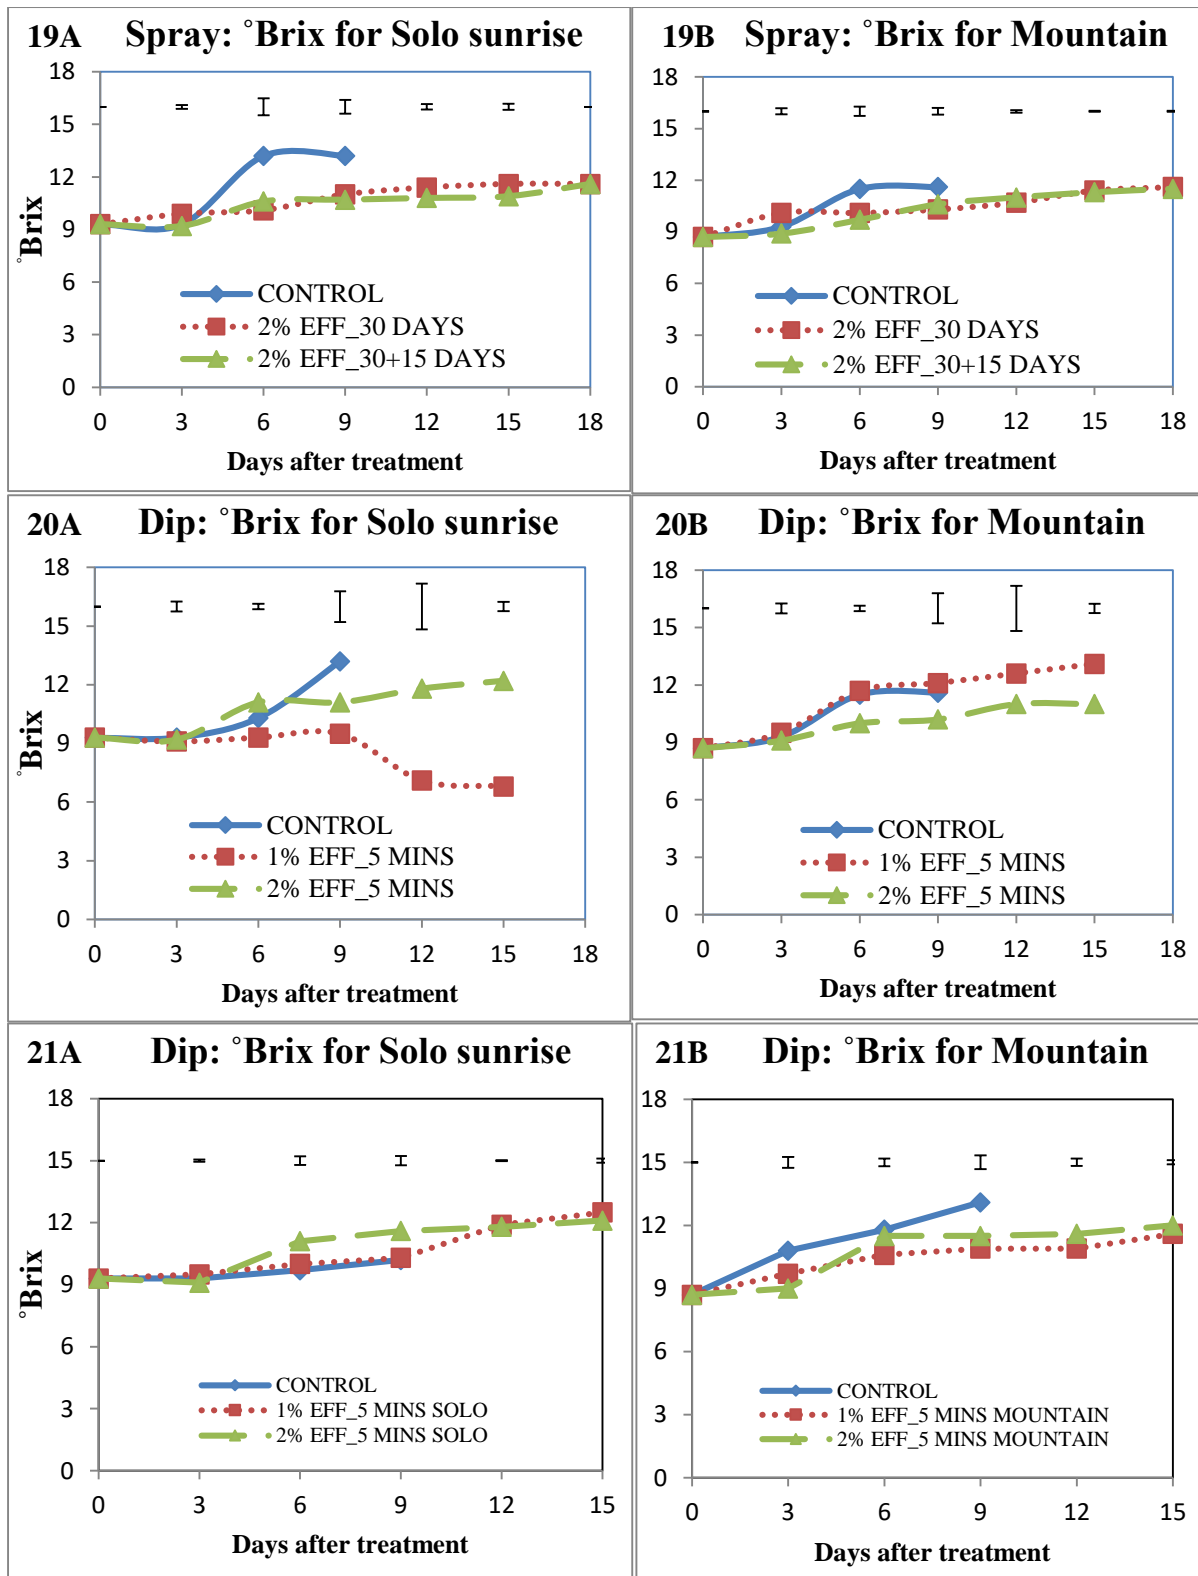 19A Spray: °Brix for Solo sunrise
18
15
12
9
6
3
0
°Brix
CONTROL
2% EFF_30 DAYS
2% EFF_30+15 DAYS
0 3 6 9 12 15 18
Days after treatment
19B Spray: °Brix for Mountain
18
15
12
9
6
3
0
CONTROL
2% EFF_30 DAYS
2% EFF_30+15 DAYS
0 3 6 9 12 15 18
Days after treatment
20A Dip: °Brix for Solo sunrise
18
15
12
9
6
3
0
°Brix
CONTROL
1% EFF_5 MINS
2% EFF_5 MINS
0 3 6 9 12 15 18
Days after treatment
20B Dip: °Brix for Mountain
18
15
12
9
6
3
0
CONTROL
1% EFF_5 MINS
2% EFF_5 MINS
0 3 6 9 12 15 18
Days after treatment
21A Dip: °Brix for Solo sunrise
18
15
12
9
6
3
0
°Brix
CONTROL
1% EFF_5 MINS SOLO
2% EFF_5 MINS SOLO
0 3 6 9 12 15
Days after treatment
21B Dip: °Brix for Mountain
18
15
12
9
6
3
0
CONTROL
1% EFF_5 MINS MOUNTAIN
2% EFF_5 MINS MOUNTAIN
0 3 6 9 12 15
Days after treatment